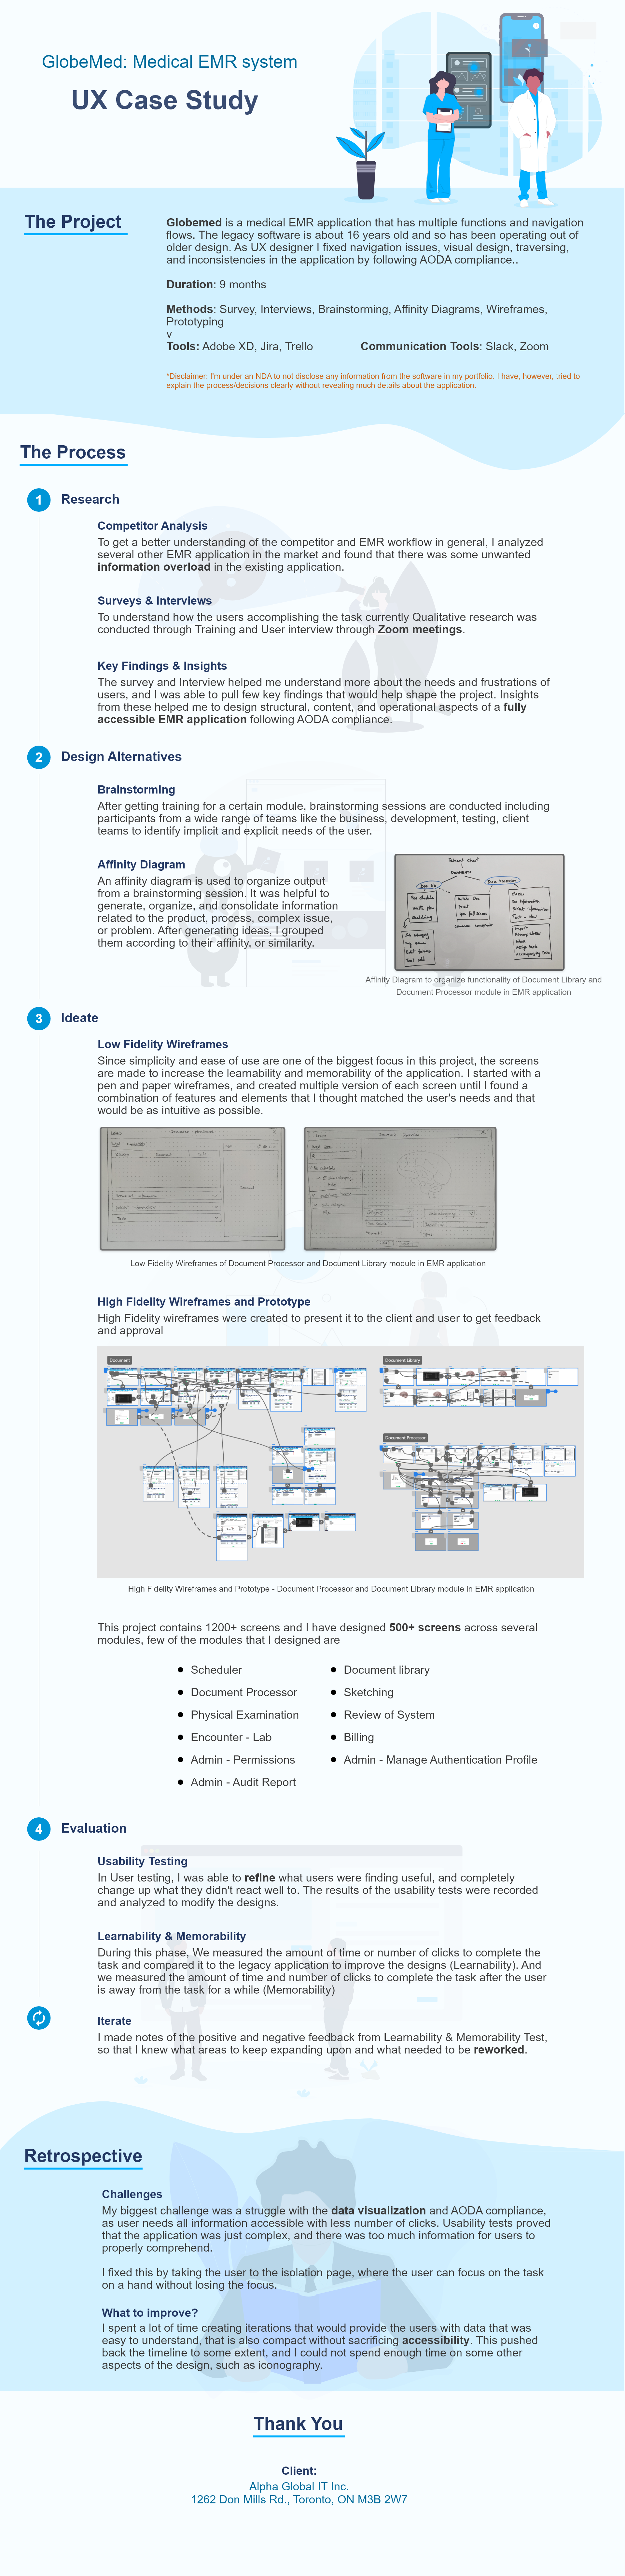 GlobeMed: Medical EMR system
UX Case Study
The Project
Globemed is a medical EMR application that has multiple functions and navigation
flows. The legacy software is about 16 years old and so has been operating out of
older design. As UX designer I fixed navigation issues, visual design, traversing,
and inconsistencies in the application by following AODA compliance..
Duration: 9 months
Methods: Survey, Interviews, Brainstorming, Affinity Diagrams, Wireframes,
Prototyping
v
Tools: Adobe XD, Jira, Trello
Communication Tools: Slack, Zoom
*Disclaimer: I'm under an NDA to not disclose any information from the software in my portfolio. I have, however, tried to
explain the process/decisions clearly without revealing much details about the application.
The Process
1
Research
Competitor Analysis
To get a better understanding of the competitor and EMR workflow in general, I analyzed
several other EMR application in the market and found that there was some unwanted
information overload in the existing application.
Surveys & Interviews
To understand how the users accomplishing the task currently Qualitative research was
conducted through Training and User interview through Zoom meetings.
Key Findings & Insights
The survey and Interview helped me understand more about the needs and frustrations of
users, and I was able to pull few key findings that would help shape the project. Insights
from these helped me to design structural, content, and operational aspects of a fully
accessible EMR application following AODA compliance.
2
Design Alternatives
Brainstorming
After getting training for a certain module, brainstorming sessions are conducted including
participants from a wide range of teams like the business, development, testing, client
teams to identify implicit and explicit needs of the user.
Affinity Diagram
An affinity diagram is used to organize output
from a brainstorming session. It was helpful to
generate, organize, and consolidate information
related to the product, process, complex issue,
or problem. After generating ideas, I grouped
them according to their affinity, or similarity.
Patient chart
Documents
Affinity Diagram to organize functionality of Document Library and
Document Processor module in EMR application
3
Ideate
Low Fidelity Wireframes
Since simplicity and ease of use are one of the biggest focus in this project, the screens
are made to increase the learnability and memorability of the application. I started with a
pen and paper wireframes, and created multiple version of each screen until I found a
combination of features and elements that I thought matched the user's needs and that
would be as intuitive as possible.
Low Fidelity Wireframes of Document Processor and Document Library module in EMR application
High Fidelity Wireframes and Prototype
High Fidelity wireframes were created to present it to the client and user to get feedback
and approval
Document
Document Library
Document Processor
High Fidelity Wireframes and Prototype - Document Processor and Document Library module in EMR application
This project contains 1200+ screens and I have designed 500+ screens across several
modules, few of the modules that I designed are
Scheduler
Document library
Document Processor
Sketching
Physical Examination
Review of System
Encounter - Lab
Billing
Admin - Permissions
Admin - Manage Authentication Profile
Admin - Audit Report
4
Evaluation
Usability Testing
In User testing, I was able to refine what users were finding useful, and completely
change up what they didn't react well to. The results of the usability tests were recorded
and analyzed to modify the designs.
Learnability & Memorability
During this phase, We measured the amount of time or number of clicks to complete the
task and compared it to the legacy application to improve the designs (Learnability). And
we measured the amount of time and number of clicks to complete the task after the user
is away from the task for a while (Memorability)
Iterate
I made notes of the positive and negative feedback from Learnability & Memorability Test,
so that I knew what areas to keep expanding upon and what needed to be reworked.
Retrospective
Challenges
My biggest challenge was a struggle with the data visualization and AODA compliance,
as user needs all information accessible with less number of clicks. Usability tests proved
that the application was just complex, and there was too much information for users to
properly comprehend.
I fixed this by taking the user to the isolation page, where the user can focus on the task
on a hand without losing the focus.
What to improve?
I spent a lot of time creating iterations that would provide the users with data that was
easy to understand, that is also compact without sacrificing accessibility. This pushed
back the timeline to some extent, and I could not spend enough time on some other
aspects of the design, such as iconography.
Thank You
Client:
Alpha Global IT Inc.
1262 Don Mills Rd., Toronto, ON M3B 2W7